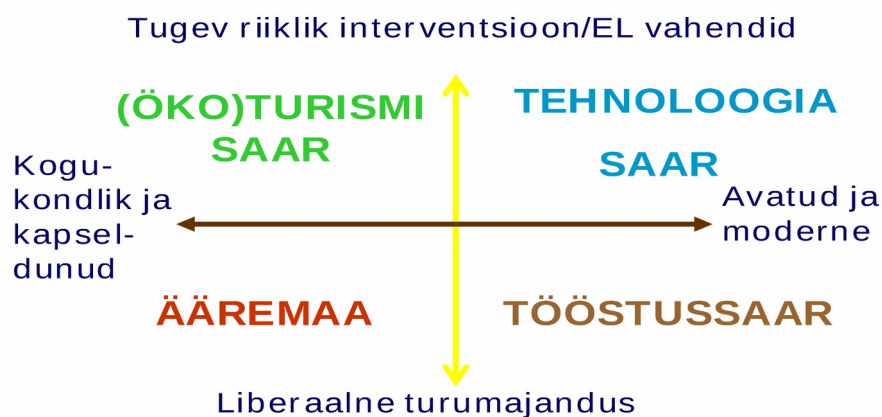 Tugev riiklik interventsioon/EL vahendid
(ÖKO)TURISMI
SAAR
TEHNOLOOGIA
SAAR
Kogu-
kondlik ja
kapsel-
dunud
Avatud ja
moderne
ÄÄREMAA
TÖÖSTUSSAAR
Liberaalne turumajandus